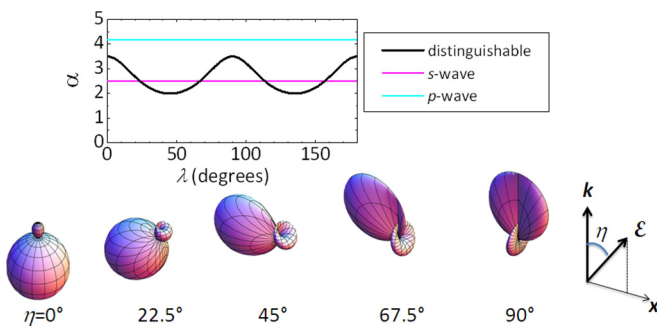 5
4
3
2
1
0
α
0 50 100 150
λ (degrees)
distinguishable
s-wave
p-wave
k
η
ℰ
x
η=0° 22.5° 45° 67.5° 90°